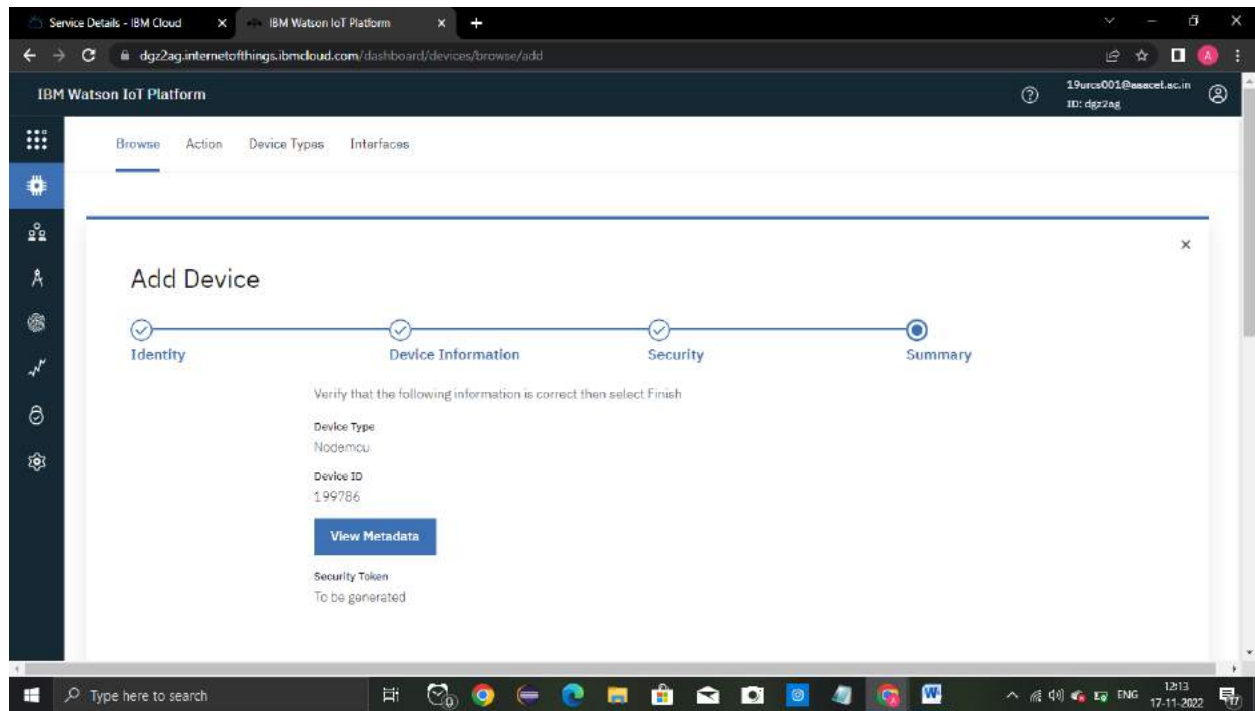 Service Details - IBM Cloud
IBM Watson IoT Platform
dgz2ag.internetofthings.ibmcloud.com/dashboard/devices/browse/add
IBM Watson IoT Platform
19urcs001@asacet.ac.in
ID: dgz2ag
Browse Action Device Types Interfaces
Add Device
Identity Device Information Security Summary
Verify that the following information is correct then select Finish
Device Type
Nodemcu
Device ID
199786
View Metadata
Security Token
To be generated
Type here to search
ENG
12:13
17-11-2022